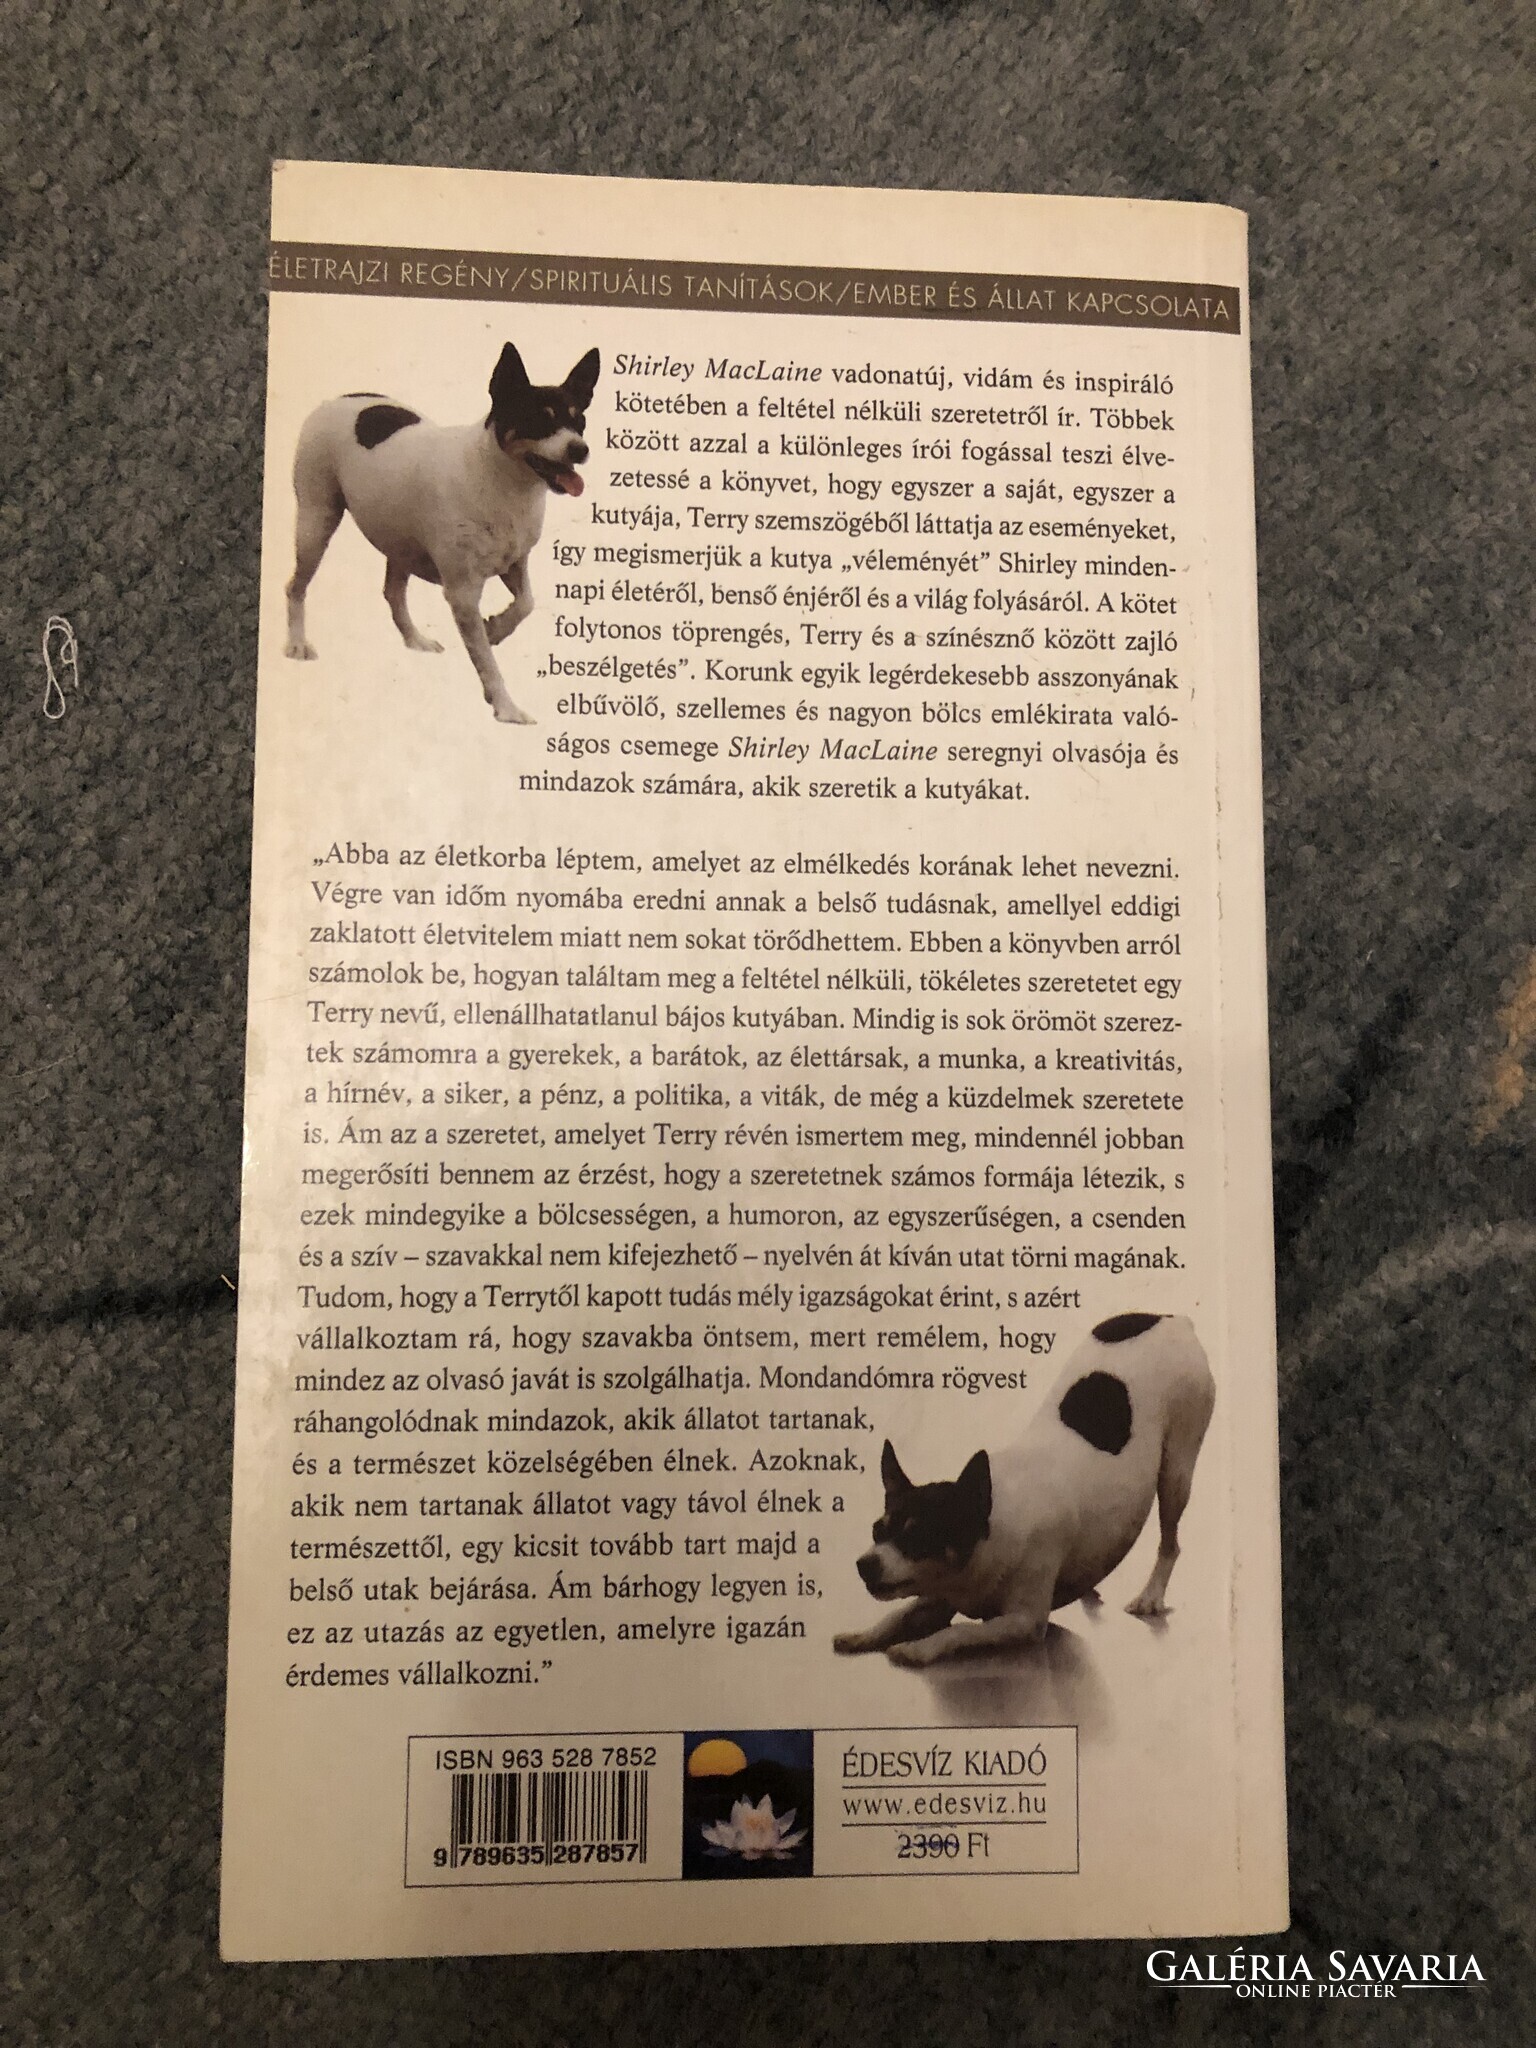 ÉLETRAJZI REGÉNY/SPIRITUÁLIS TANÍTÁSOK/EMBER ÉS ÁLLAT KAPCSOLATA
Shirley MacLaine vadonatúj, vidám és inspiráló
kötetében a feltétel nélküli szeretetről ír. Többek
között azzal a különleges írói fogással teszi élve-
zetessé a könyvet, hogy egyszer a saját, egyszer a
kutyája, Terry szemszögéből láttatja az eseményeket,
így megismerjük a kutya „véleményét” Shirley minden-
napi életéről, benső énjéről és a világ folyásáról. A kötet
folytonos töprengés, Terry és a színésznő között zajló
„beszélgetés”. Korunk egyik legérdekesebb asszonyának
elbűvölő, szellemes és nagyon bölcs emlékirata való-
ságos csemege Shirley MacLaine seregnyi olvasója és
mindazok számára, akik szeretik a kutyákat.
„Abba az életkorba léptem, amelyet az elmélkedés korának lehet nevezni.
Végre van időm nyomába eredni annak a belső tudásnak, amellyel eddigi
zaklatott életvitelem miatt nem sokat törődhettem. Ebben a könyvben arról
számolok be, hogyan találtam meg a feltétel nélküli, tökéletes szeretetet egy
Terry nevű, ellenállhatatlanul bájos kutyában. Mindig is sok örömöt szerez-
tek számomra a gyerekek, a barátok, az élettársak, a munka, a kreativitás,
a hírnév, a siker, a pénz, a politika, a viták, de még a küzdelmek szeretete
is. Ám az a szeretet, amelyet Terry révén ismertem meg, mindennél jobban
megerősíti bennem az érzést, hogy a szeretetnek számos formája létezik, s
ezek mindegyike a bölcsességen, a humoron, az egyszerűségen, a csenden
és a szív – szavakkal nem kifejezhető – nyelvén át kíván utat törni magának.
Tudom, hogy a Terrytől kapott tudás mély igazságokat érint, s azért
vállalkoztam rá, hogy szavakba öntsem, mert remélem, hogy
mindez az olvasó javát is szolgálhatja. Mondandómra rögvest
ráhangolódnak mindazok, akik állatot tartanak,
és a természet közelségében élnek. Azoknak,
akik nem tartanak állatot vagy távol élnek a
természettől, egy kicsit tovább tart majd a
belső utak bejárása. Ám bárhogy legyen is,
ez az utazás az egyetlen, amelyre igazán
érdemes vállalkozni.”
ISBN 963 528 7852
9 789635 287857
ÉDESVÍZ KIADÓ
www.edesviz.hu
2390 Ft
GALÉRIA SAVARIA
ONLINE PIACTÉR